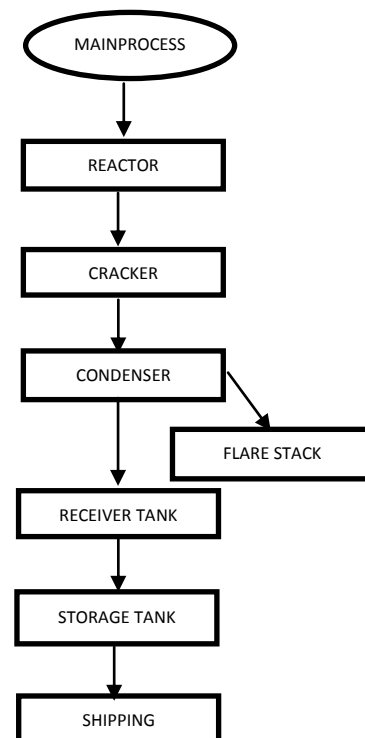 MAINPROCESS
REACTOR
CRACKER
CONDENSER
FLARE STACK
RECEIVER TANK
STORAGE TANK
SHIPPING